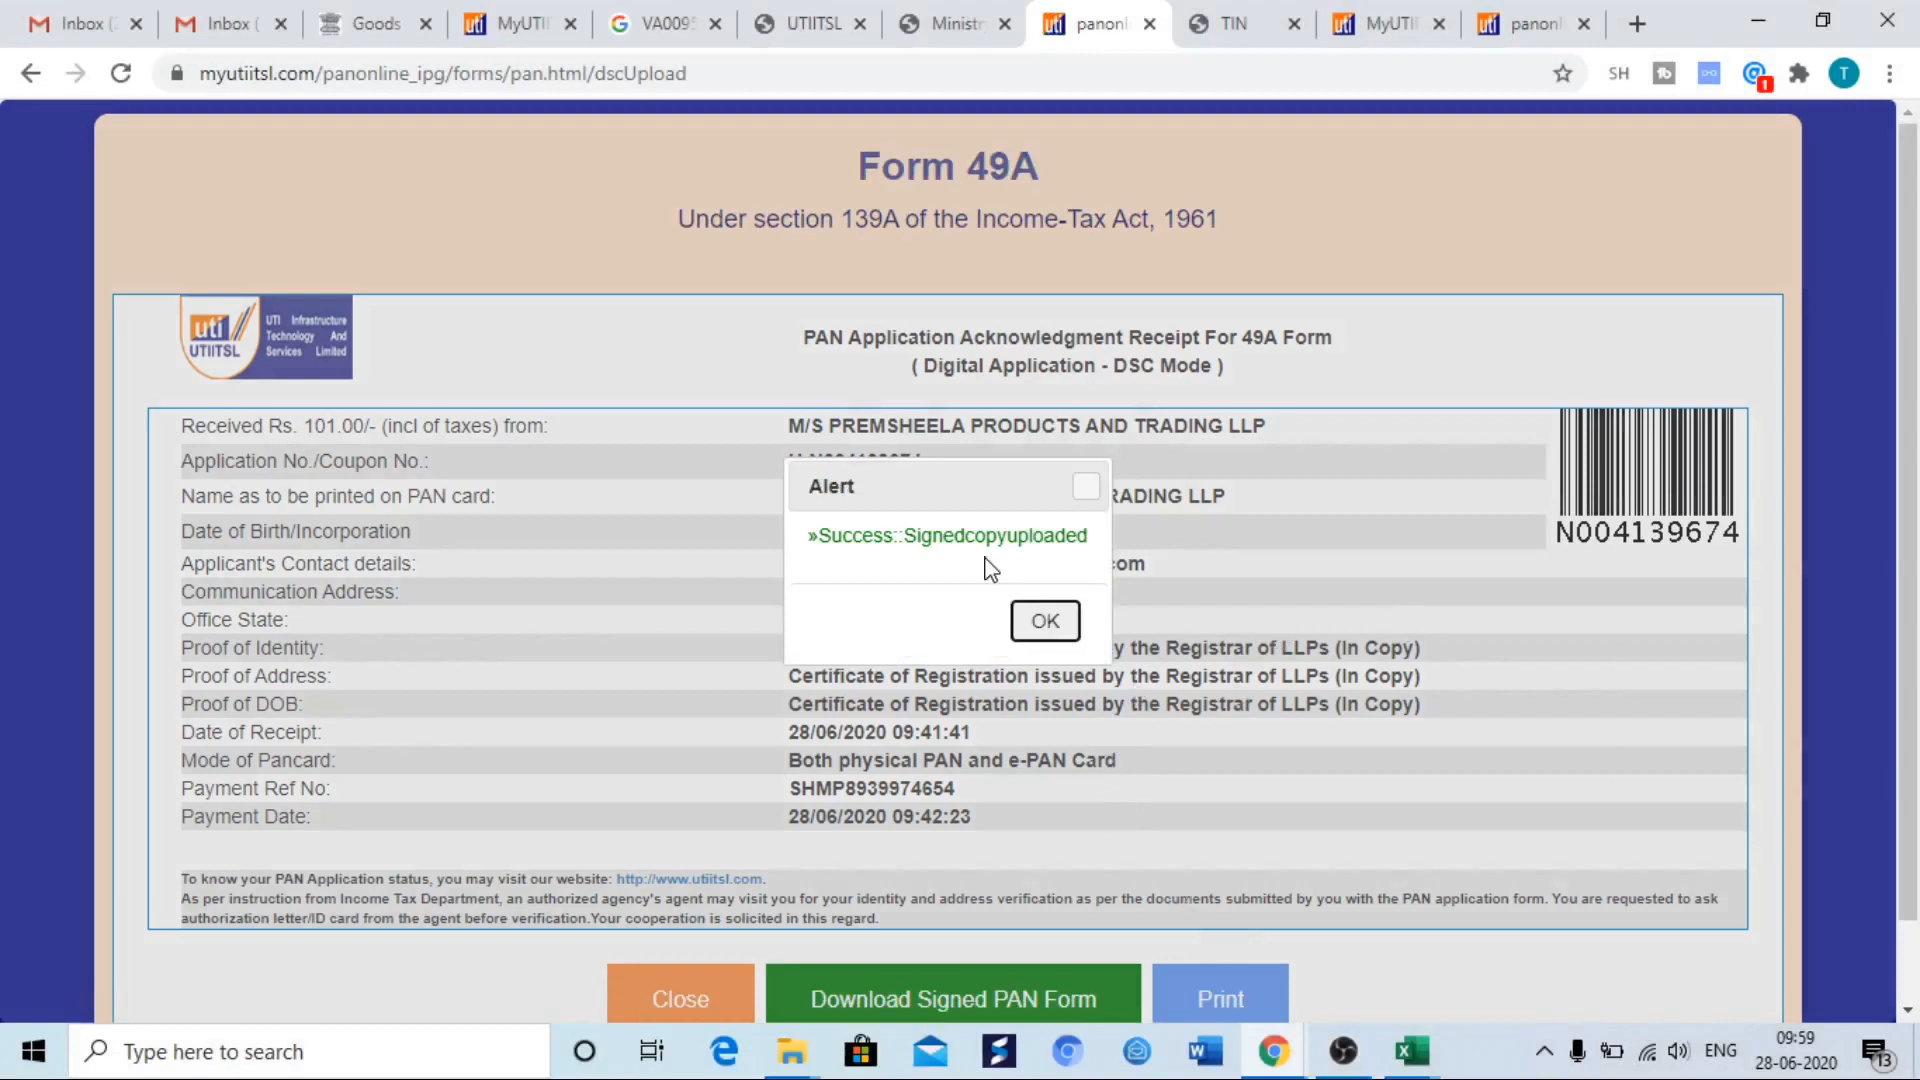 Inbox (2
Inbox (
Goods
MyUTII
VA0095
UTIITSL
Ministr
panonl
TIN
MyUTII
panon
myutiitsl.com/panonline_ipg/forms/pan.html/dscUpload
SH
1
T
Form 49A
Under section 139A of the Income-Tax Act, 1961
uti
UTIITSL
UTI Infrastructure
Technology And
Services Limited
PAN Application Acknowledgment Receipt For 49A Form
( Digital Application - DSC Mode )
Received Rs. 101.00/- (incl of taxes) from: M/S PREMSHEELA PRODUCTS AND TRADING LLP
Application No./Coupon No.:
Name as to be printed on PAN card: RADING LLP
Date of Birth/Incorporation
N004139674
Applicant's Contact details: com
Communication Address:
Office State:
Proof of Identity: y the Registrar of LLPs (In Copy)
Proof of Address: Certificate of Registration issued by the Registrar of LLPs (In Copy)
Proof of DOB: Certificate of Registration issued by the Registrar of LLPs (In Copy)
Date of Receipt: 28/06/2020 09:41:41
Mode of Pancard: Both physical PAN and e-PAN Card
Payment Ref No: SHMP8939974654
Payment Date: 28/06/2020 09:42:23
Alert
»Success::Signedcopyuploaded
OK
To know your PAN Application status, you may visit our website: http://www.utiitsl.com.
As per instruction from Income Tax Department, an authorized agency's agent may visit you for your identity and address verification as per the documents submitted by you with the PAN application form. You are requested to ask
authorization letter/ID card from the agent before verification.Your cooperation is solicited in this regard.
Close
Download Signed PAN Form
Print
Type here to search
ENG
09:59
28-06-2020
13